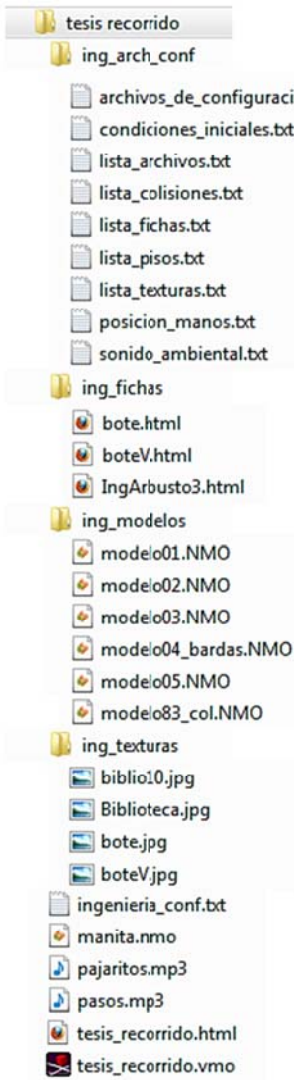 tesis recorrido
ing_arch_conf
archivos_de_configuraci
condiciones_iniciales.txt
lista_archivos.txt
lista_colisiones.txt
lista_fichas.txt
lista_pisos.txt
lista_texturas.txt
posicion_manos.txt
sonido_ambiental.txt
ing_fichas
bote.html
boteV.html
IngArbusto3.html
ing_modelos
modelo01.NMO
modelo02.NMO
modelo03.NMO
modelo04_bardas.NMO
modelo05.NMO
modelo83_col.NMO
ing_texturas
biblio10.jpg
Biblioteca.jpg
bote.jpg
boteV.jpg
ingenieria_conf.txt
manita.nmo
pajaritos.mp3
pasos.mp3
tesis_recorrido.html
tesis_recorrido.vmo